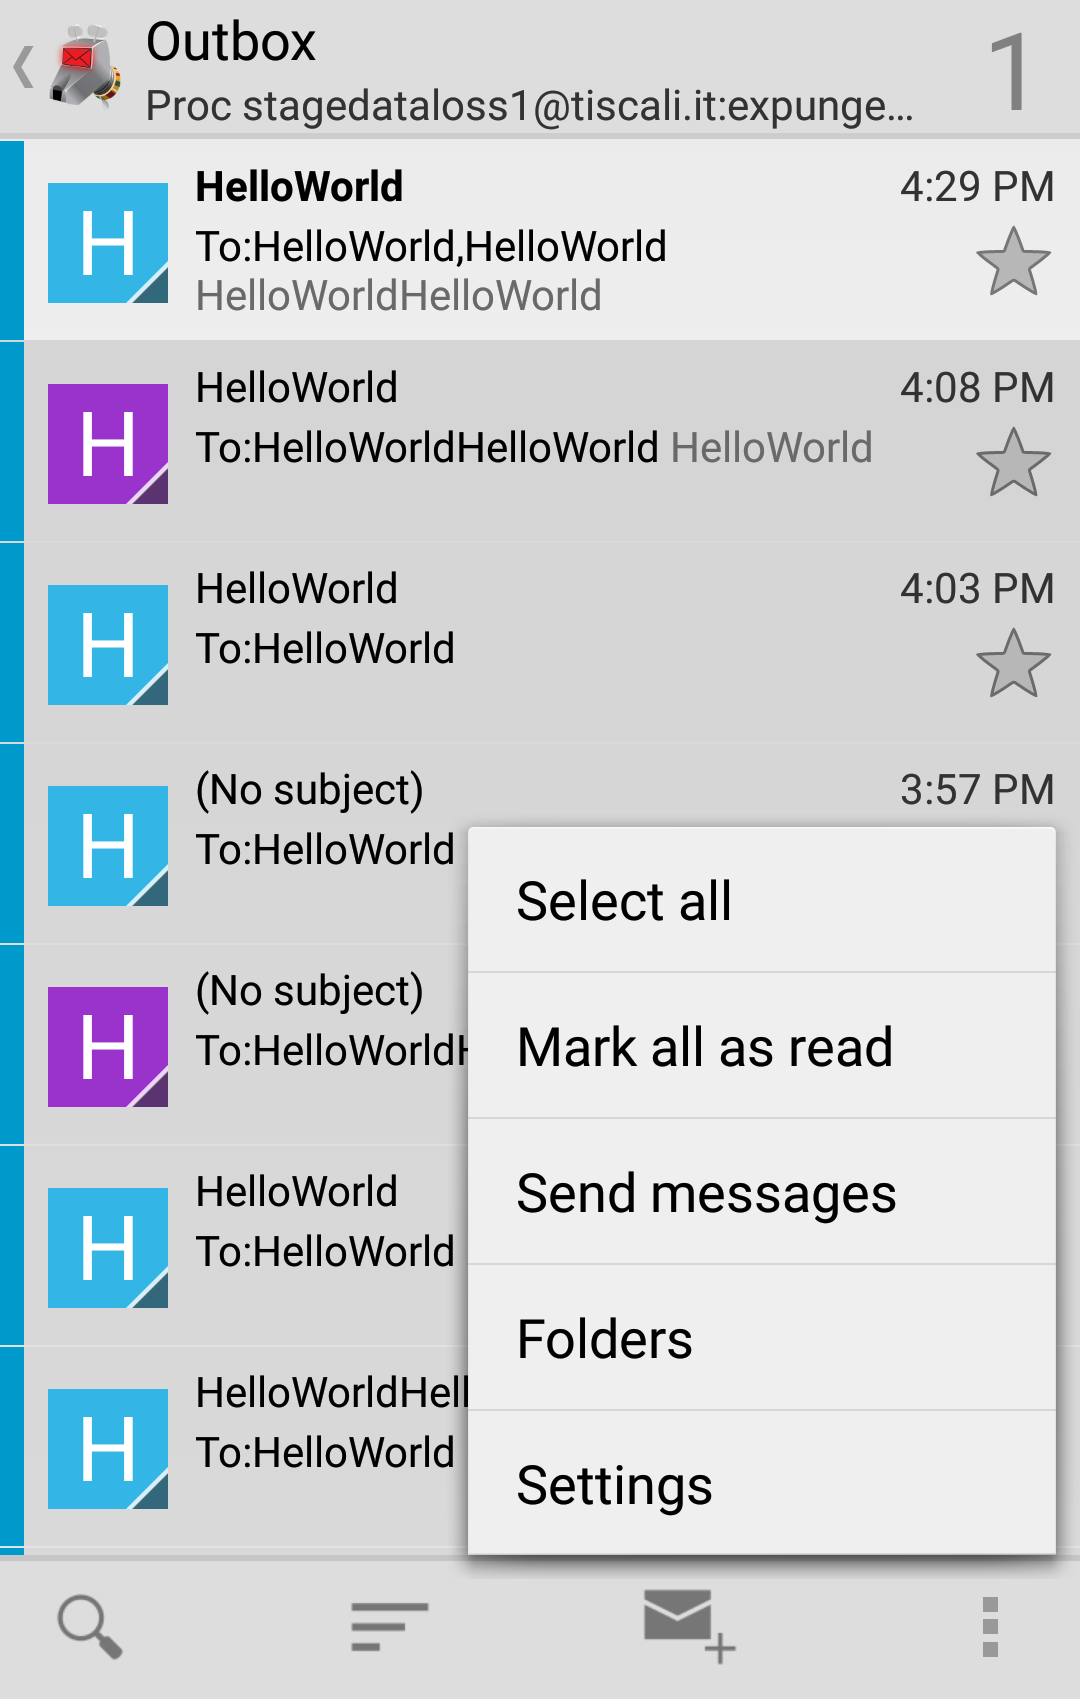 Outbox
1
Proc stagedataloss1@tiscali.it:expunge...
HelloWorld
4:29 PM
H
To:HelloWorld,HelloWorld
HelloWorldHelloWorld
HelloWorld
4:08 PM
H
To:HelloWorldHelloWorld HelloWorld
HelloWorld
4:03 PM
H
To:HelloWorld
(No subject)
3:57 PM
H
To:HelloWorld
(No subject)
H
To:HelloWorldH
HelloWorld
H
To:HelloWorld
HelloWorldHell
H
To:HelloWorld
Select all
Mark all as read
Send messages
Folders
Settings